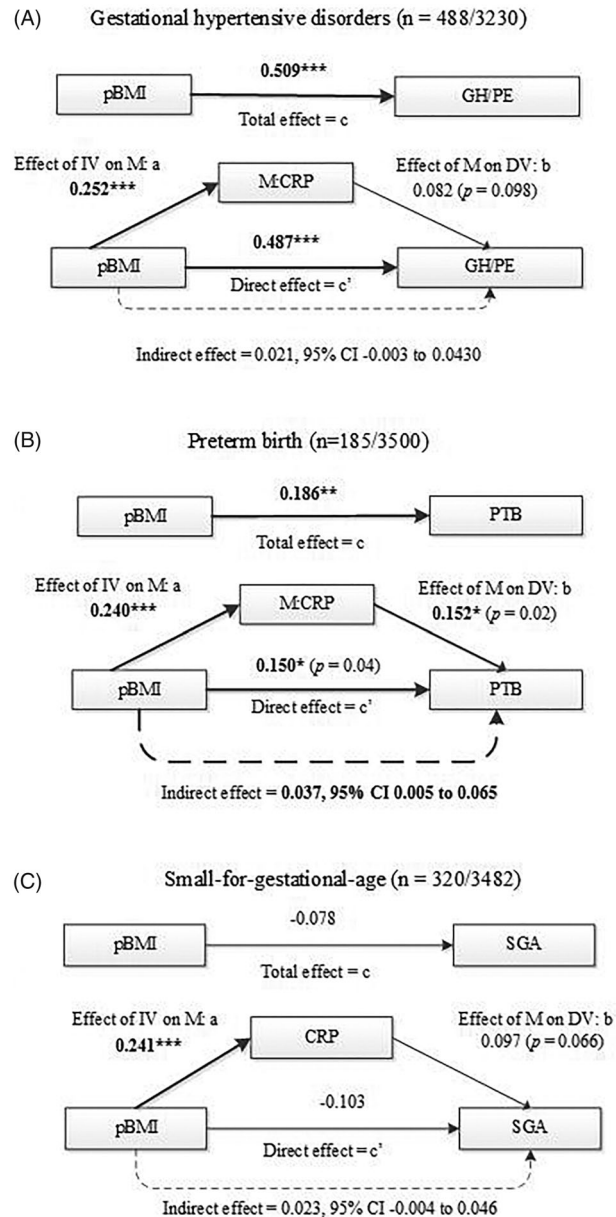 (A)
Gestational hypertensive disorders (n = 488/3230)
0.509***
pBMI
GH/PE
Total effect = c
Effect of IV on M: a
0.252***
Effect of M on DV: b
0.082 (p = 0.098)
M:CRP
0.487***
pBMI
GH/PE
Direct effect = c'
Indirect effect = 0.021, 95% CI -0.003 to 0.0430
(B)
Preterm birth (n=185/3500)
0.186**
pBMI
PTB
Total effect = c
Effect of IV on M: a
0.240***
Effect of M on DV: b
0.152* (p = 0.02)
M:CRP
0.150* (p = 0.04)
pBMI
PTB
Direct effect = c'
Indirect effect = 0.037, 95% CI 0.005 to 0.065
(C)
Small-for-gestational-age (n = 320/3482)
-0.078
pBMI
SGA
Total effect = c
Effect of IV on M: a
0.241***
Effect of M on DV: b
0.097 (p = 0.066)
CRP
-0.103
pBMI
SGA
Direct effect = c'
Indirect effect = 0.023, 95% CI -0.004 to 0.046